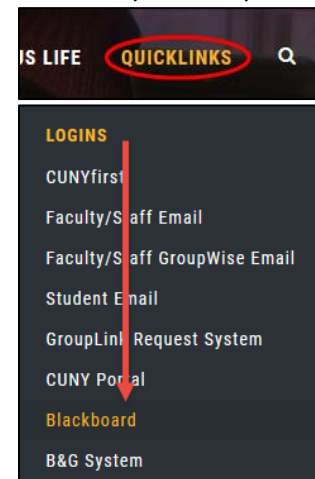 US LIFE QUICKLINKS
LOGINS
CUNYfirst
Faculty/Staff Email
Faculty/Staff GroupWise Email
Student Email
GroupLink Request System
CUNY Portal
Blackboard
B&G System